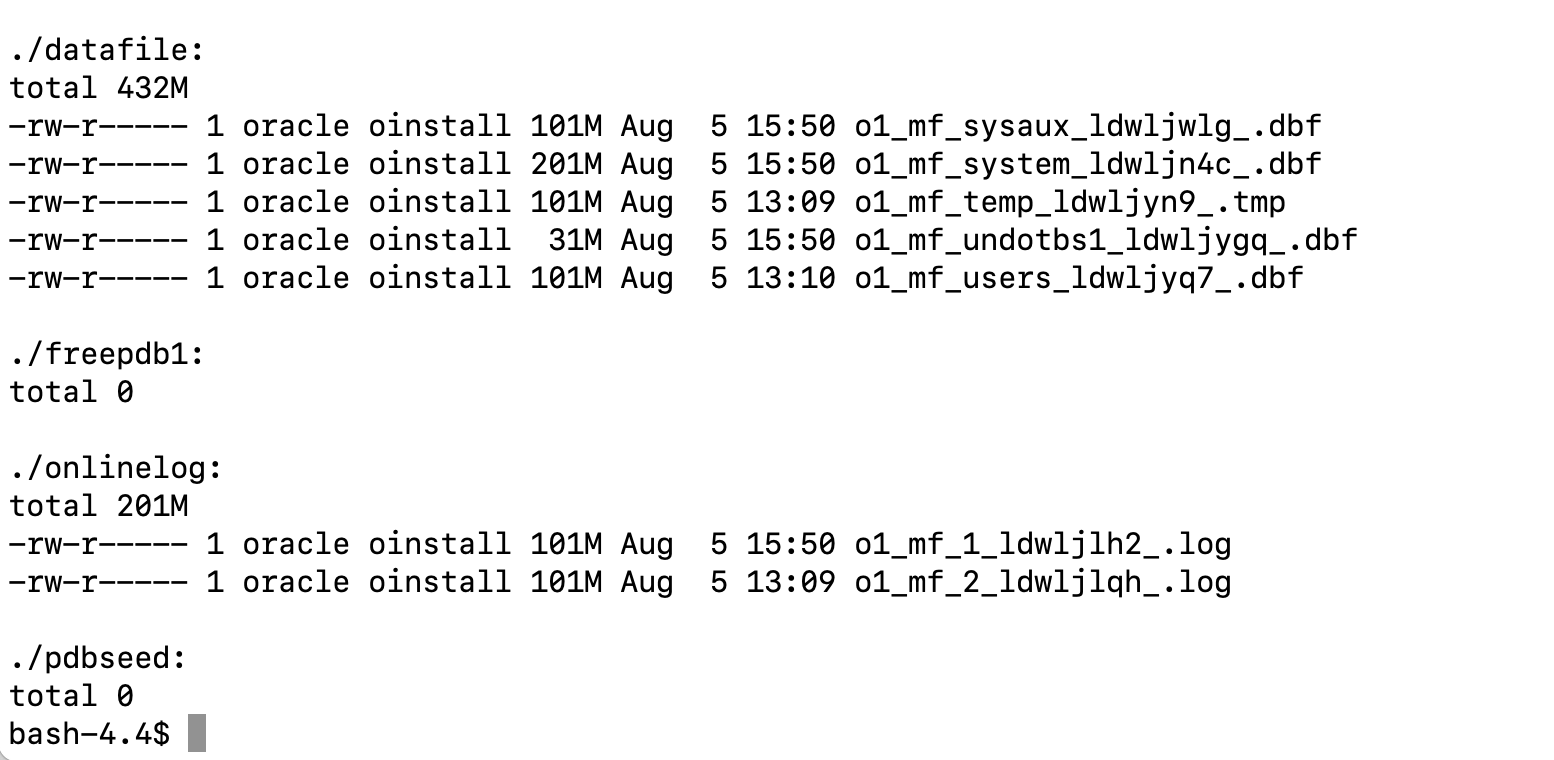 ./datafile:
total 432M
-rw-r----- 1 oracle oinstall 101M Aug  5 15:50 o1_mf_sysaux_ldwljwlg_.dbf
-rw-r----- 1 oracle oinstall 201M Aug  5 15:50 o1_mf_system_ldwljn4c_.dbf
-rw-r----- 1 oracle oinstall 101M Aug  5 13:09 o1_mf_temp_ldwljyn9_.tmp
-rw-r----- 1 oracle oinstall  31M Aug  5 15:50 o1_mf_undotbs1_ldwljygq_.dbf
-rw-r----- 1 oracle oinstall 101M Aug  5 13:10 o1_mf_users_ldwljyq7_.dbf
./freepdb1:
total 0
./onlinelog:
total 201M
-rw-r----- 1 oracle oinstall 101M Aug  5 15:50 o1_mf_1_ldwljlh2_.log
-rw-r----- 1 oracle oinstall 101M Aug  5 13:09 o1_mf_2_ldwljlqh_.log
./pdbseed:
total 0
bash-4.4$